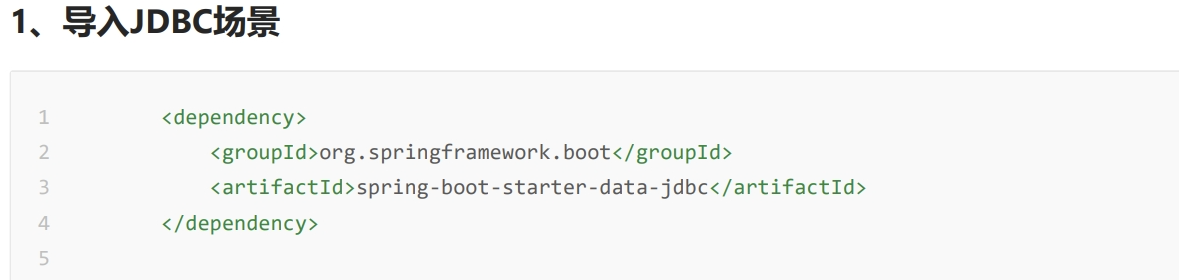 1、导入JDBC场景
1 <dependency>
2 <groupId>org.springframework.boot</groupId>
3 <artifactId>spring-boot-starter-data-jdbc</artifactId>
4 </dependency>
5